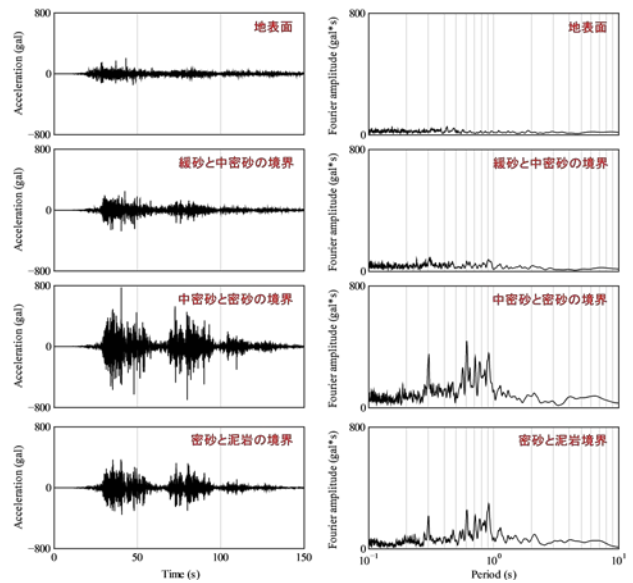 800
地表面
Acceleration (gal)
0
−800
800
地表面
Fourier amplitude (gal*s)
0
800
緩砂と中密砂の境界
Acceleration (gal)
0
−800
800
緩砂と中密砂の境界
Fourier amplitude (gal*s)
0
800
中密砂と密砂の境界
Acceleration (gal)
0
−800
800
中密砂と密砂の境界
Fourier amplitude (gal*s)
0
800
密砂と泥岩の境界
Acceleration (gal)
0
−800
0 50 100 150
Time (s)
800
密砂と泥岩境界
Fourier amplitude (gal*s)
0
10⁻¹ 10⁰ 10¹
Period (s)